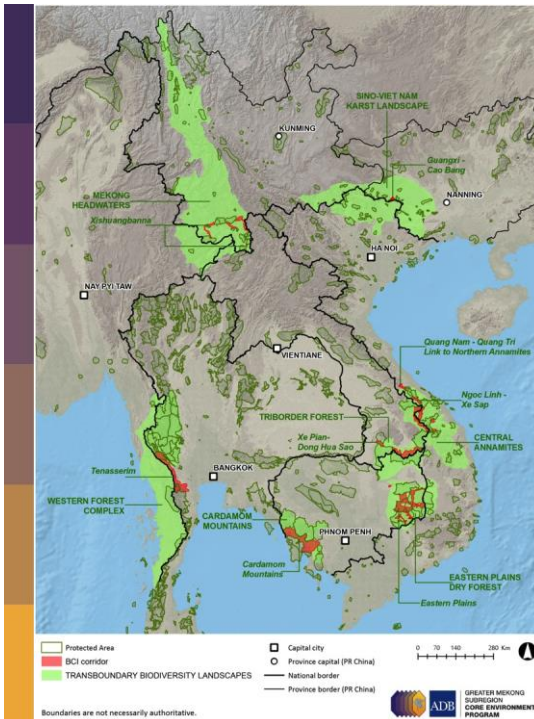 SINO-VIET NAM
KARST LANDSCAPE
KUNMING
Guangxi -
Cao Bang
MEKONG
HEADWATERS
NANNING
Xishuangbanna
HA NOI
NAY PYI TAW
VIENTIANE
Quang Nam - Quang Tri
Link to Northern Annamites
Ngoc Linh -
Xe Sap
TRIBORDER FOREST
Xe Pian-
Dong Hua Sao
CENTRAL
ANNAMITES
Tenasserim
BANGKOK
WESTERN FOREST
COMPLEX
CARDAMOM
MOUNTAINS
PHNOM PENH
Cardamom
Mountains
EASTERN PLAINS
DRY FOREST
Eastern Plains
Protected Area
BCI corridor
TRANSBOUNDARY BIODIVERSITY LANDSCAPES
Capital city
Province capital (PR China)
National border
Province border (PR China)
0 70 140 280 Km
Boundaries are not necessarily authoritative.
ADB
GREATER MEKONG
SUBREGION
CORE ENVIRONMENT
PROGRAM